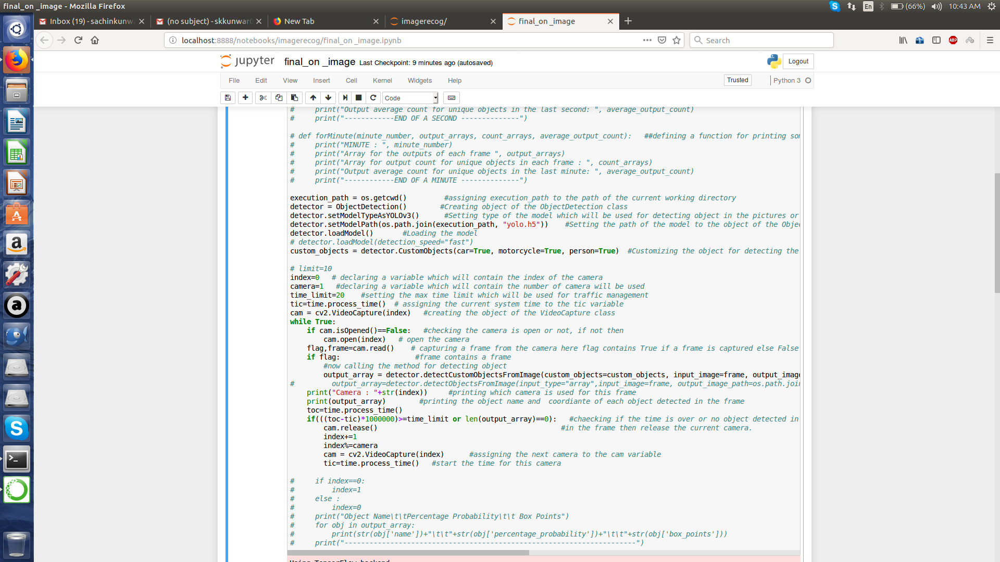 final_on _image - Mozilla Firefox
En
(66%)
10:43 AM
Inbox (19) - sachinkunwa
(no subject) - skkunwar
New Tab
imagerecog/
final_on _image
localhost:8888/notebooks/imagerecog/final_on _image.ipynb
Search
ABP
jupyter
final_on _image
Last Checkpoint: 9 minutes ago (autosaved)
Logout
File Edit View Insert Cell Kernel Widgets Help
Trusted
Python 3
Code
#     print("Output average count for unique objects in the last second: ", average_output_count)
#     print("------------END OF A SECOND --------------")
# def forMinute(minute_number, output_arrays, count_arrays, average_output_count):   ##defining a function for printing som
#     print("MINUTE : ", minute_number)
#     print("Array for the outputs of each frame ", output_arrays)
#     print("Array for output count for unique objects in each frame : ", count_arrays)
#     print("Output average count for unique objects in the last minute: ", average_output_count)
#     print("------------END OF A MINUTE --------------")
execution_path = os.getcwd()         #assigning execution_path to the path of the current working directory
detector = ObjectDetection()        #Creating object of the ObjectDetection class
detector.setModelTypeAsYOLOv3()      #Setting type of the model which will be used for detecting object in the pictures or
detector.setModelPath(os.path.join(execution_path, "yolo.h5"))    #Setting the path of the model to the object of the Obje
detector.loadModel()       #Loading the model
# detector.loadModel(detection_speed="fast")
custom_objects = detector.CustomObjects(car=True, motorcycle=True, person=True)  #Customizing the object for detecting the
# limit=10
index=0   # declaring a variable which will contain the index of the camera
camera=1   #declaring a variable which will contain the number of camera will be used
time_limit=20    #setting the max time limit which will be used for traffic management
tic=time.process_time()  # assigning the current system time to the tic variable
cam = cv2.VideoCapture(index)   #creating the object of the VideoCapture class
while True:
    if cam.isOpened()==False:   #checking the camera is open or not, if not then
        cam.open(index)   # open the camera
    flag,frame=cam.read()    # capturing a frame from the camera here flag contains True if a frame is captured else False
    if flag:                  #frame contains a frame
        #now calling the method for detecting object
        output_array = detector.detectCustomObjectsFromImage(custom_objects=custom_objects, input_image=frame, output_image
#         output_array=detector.detectObjectsFromImage(input_type="array",input_image=frame, output_image_path=os.path.join
    print("Camera : "+str(index))     #printing which camera is used for this frame
    print(output_array)        #printing the object name and  coordiante of each object detected in the frame
    toc=time.process_time()
    if(((toc-tic)*1000000)>=time_limit or len(output_array)==0):   #chaecking if the time is over or no object detected in
        cam.release()                                            #in the frame then release the current camera.
        index+=1
        index%=camera
        cam = cv2.VideoCapture(index)      #assigning the next camera to the cam variable
        tic=time.process_time()   #start the time for this camera
#     if index==0:
#         index=1
#     else :
#         index=0
#     print("Object Name\t\tPercentage Probability\t\t Box Points")
#     for obj in output_array:
#         print(str(obj['name'])+"\t\t"+str(obj['percentage_probability'])+"\t\t"+str(obj['box_points']))
#     print("----------------------------------------------------------------------")
Using TensorFlow backend